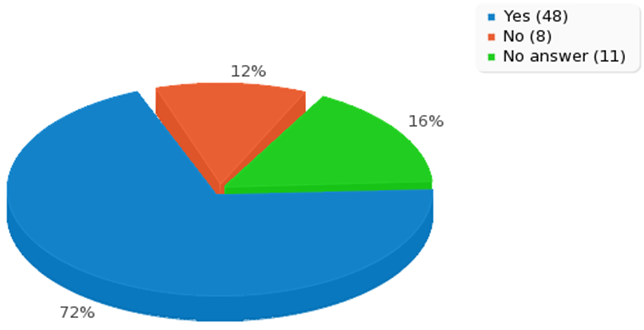 Yes (48)
No (8)
No answer (11)
12%
16%
72%